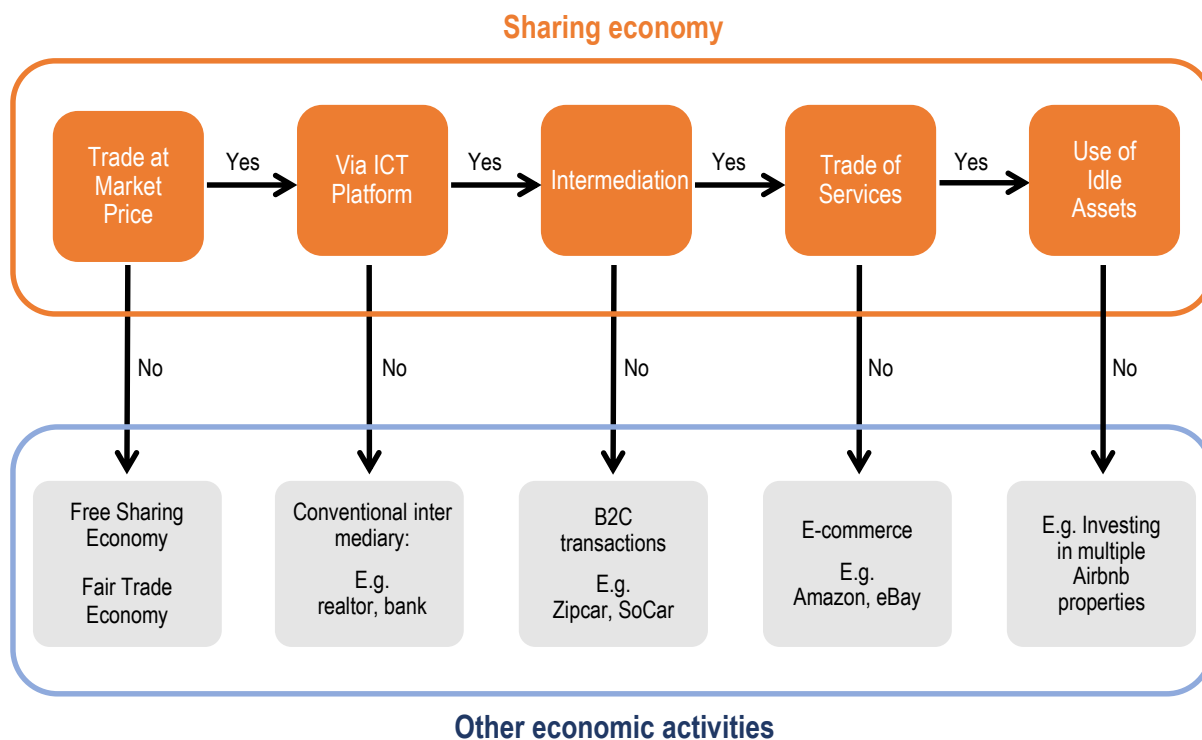 Sharing economy
Trade at
Market
Price
Yes
Via ICT
Platform
Yes
Intermediation
Yes
Trade of
Services
Yes
Use of
Idle
Assets
No
No
No
No
No
Free Sharing
Economy
Fair Trade
Economy
Conventional inter
mediary:
E.g.
realtor, bank
B2C
transactions
E.g.
Zipcar, SoCar
E-commerce
E.g.
Amazon, eBay
E.g. Investing
in multiple
Airbnb
properties
Other economic activities